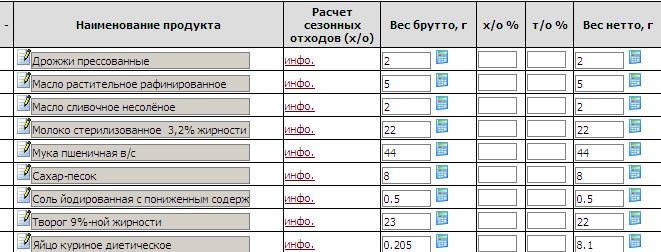 - Наименование продукта Расчет сезонных отходов (х/о) Вес брутто, г х/о % т/о % Вес нетто, г
Дрожжи прессованные инфо. 2 2
Масло растительное рафинированное инфо. 5 5
Масло сливочное несолёное инфо. 2 2
Молоко стерилизованное 3,2% жирности инфо. 22 22
Мука пшеничная в/с инфо. 44 44
Сахар-песок инфо. 8 8
Соль йодированная с пониженным содерж инфо. 0.5 0.5
Творог 9%-ной жирности инфо. 23 22
Яйцо куриное диетическое инфо. 0.205 8.1